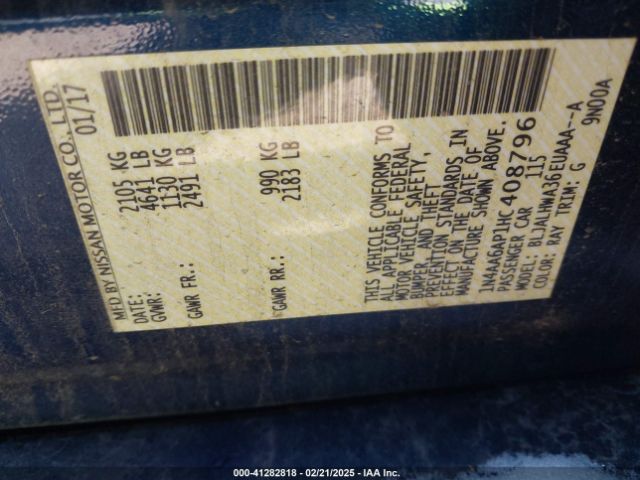 MFD BY NISSAN MOTOR CO., LTD.
DATE: 01/17
GVWR: 2105 KG
4641 LB
GAWR FR.: 1130 KG
2491 LB
GAWR RR.: 990 KG
2183 LB
THIS VEHICLE CONFORMS TO
ALL APPLICABLE FEDERAL
MOTOR VEHICLE SAFETY,
BUMPER, AND THEFT
PREVENTION STANDARDS IN
EFFECT ON THE DATE OF
MANUFACTURE SHOWN ABOVE.
1N4AA6AP1HC408796
PASSENGER CAR 115
MODEL: BLJALHWA36EUAAA--A
COLOR: RAY TRIM: G 9N00A
000-41282818 - 02/21/2025 - IAA Inc.